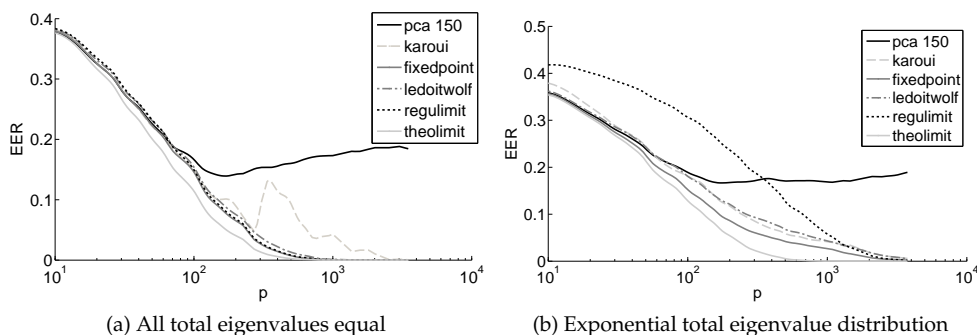 0.4
0.3
0.2
0.1
0
EER
10^1
10^2
10^3
10^4
p
pca 150
karoui
fixedpoint
ledoitwolf
regulimit
theolimit
(a) All total eigenvalues equal
0.5
0.4
0.3
0.2
0.1
0
EER
10^1
10^2
10^3
10^4
p
pca 150
karoui
fixedpoint
ledoitwolf
regulimit
theolimit
(b) Exponential total eigenvalue distribution